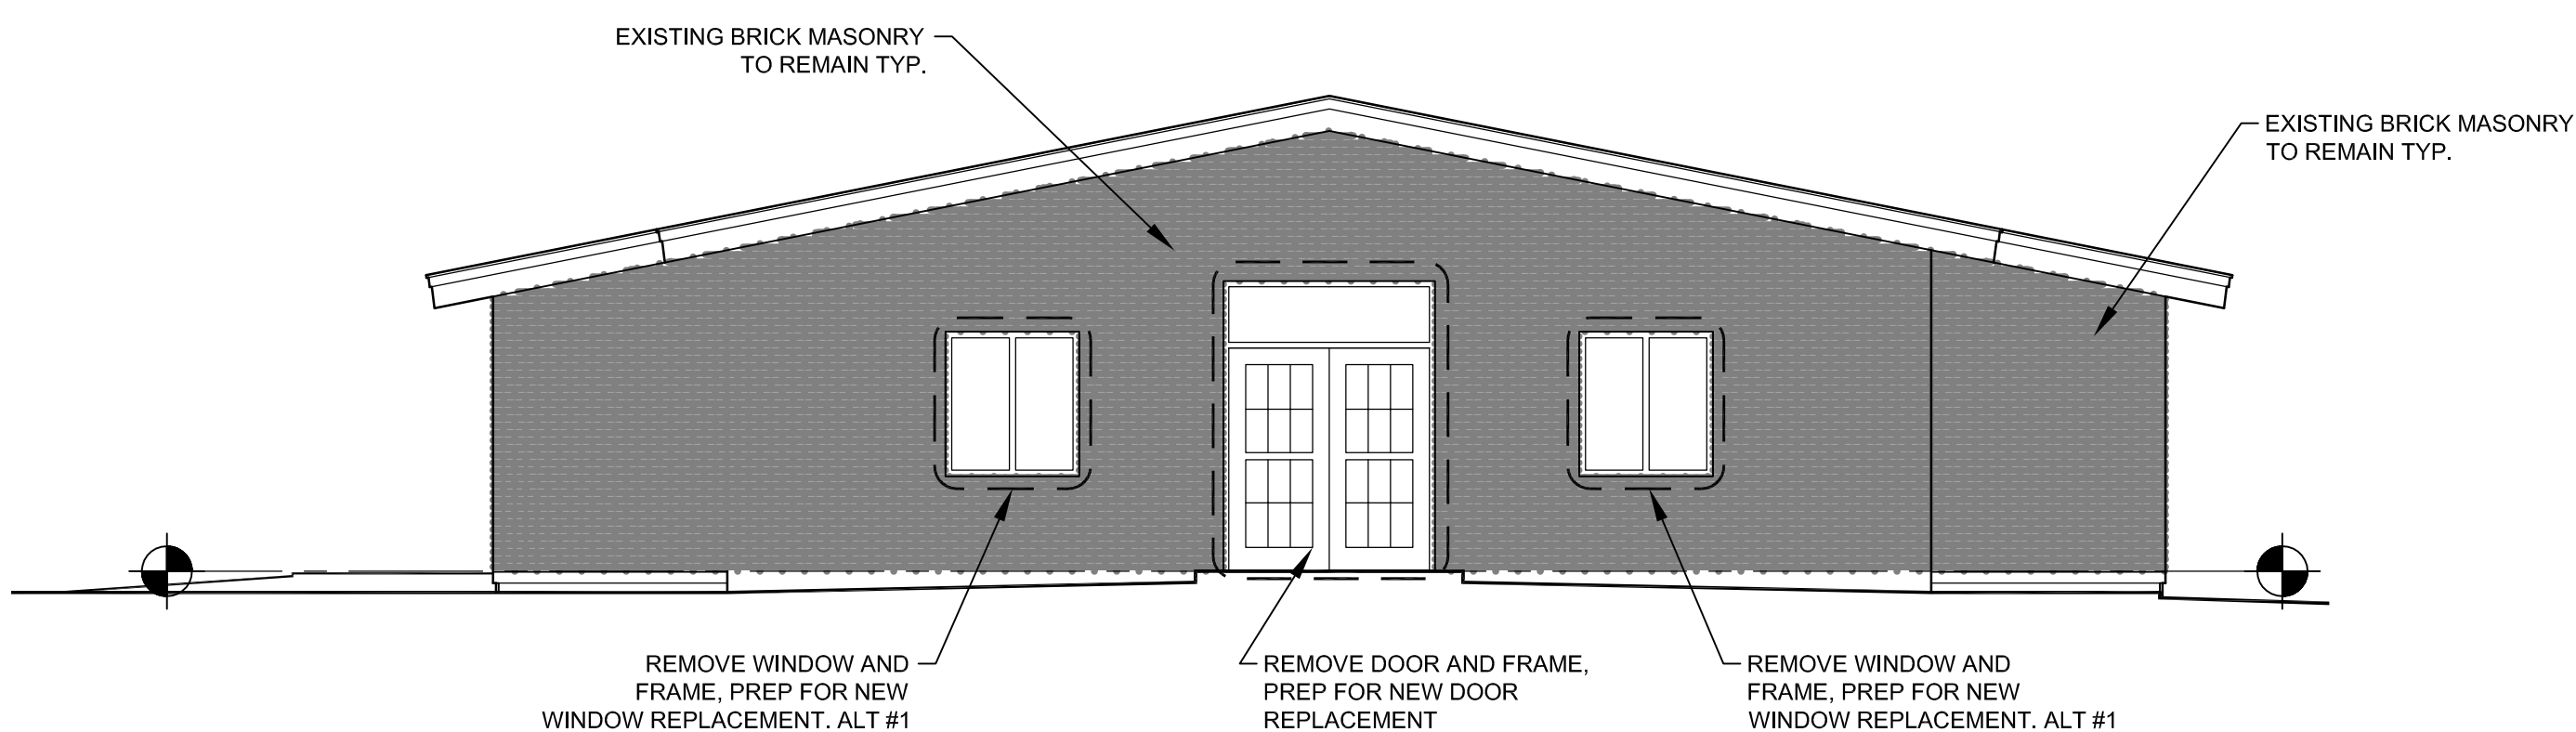 EXISTING BRICK MASONRY
TO REMAIN TYP.
EXISTING BRICK MASONRY
TO REMAIN TYP.
REMOVE WINDOW AND
FRAME, PREP FOR NEW
WINDOW REPLACEMENT. ALT #1
REMOVE DOOR AND FRAME,
PREP FOR NEW DOOR
REPLACEMENT
REMOVE WINDOW AND
FRAME, PREP FOR NEW
WINDOW REPLACEMENT. ALT #1